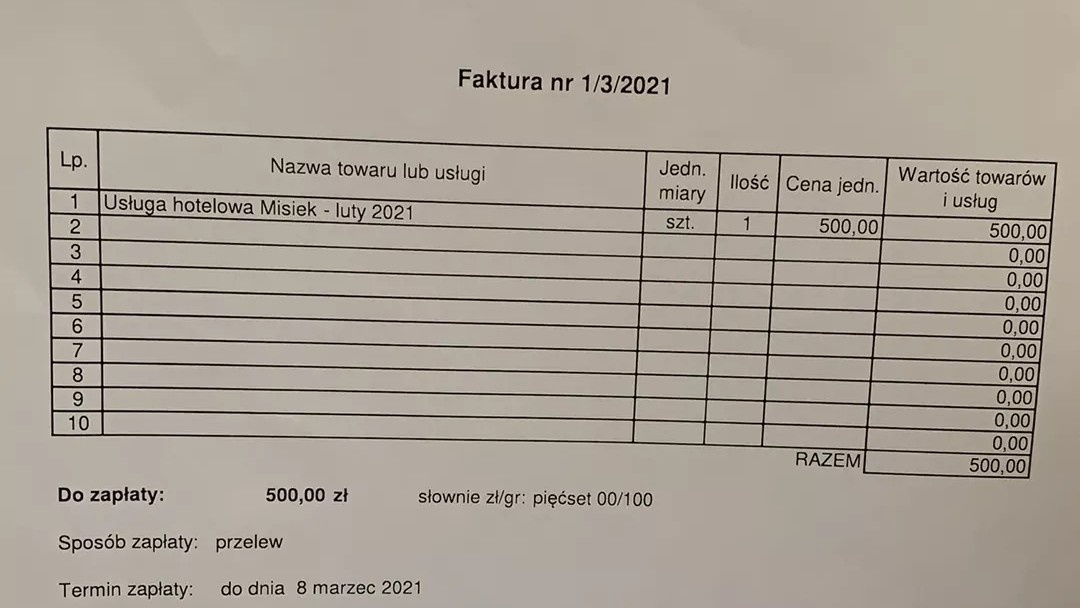 Faktura nr 1/3/2021
Lp. Nazwa towaru lub usługi Jedn. miary Ilość Cena jedn. Wartość towarów i usług
1 Usługa hotelowa Misiek - luty 2021 szt. 1 500,00 500,00
2 0,00
3 0,00
4 0,00
5 0,00
6 0,00
7 0,00
8 0,00
9 0,00
10 0,00
RAZEM 500,00
Do zapłaty: 500,00 zł słownie zł/gr: pięćset 00/100
Sposób zapłaty: przelew
Termin zapłaty: do dnia 8 marzec 2021